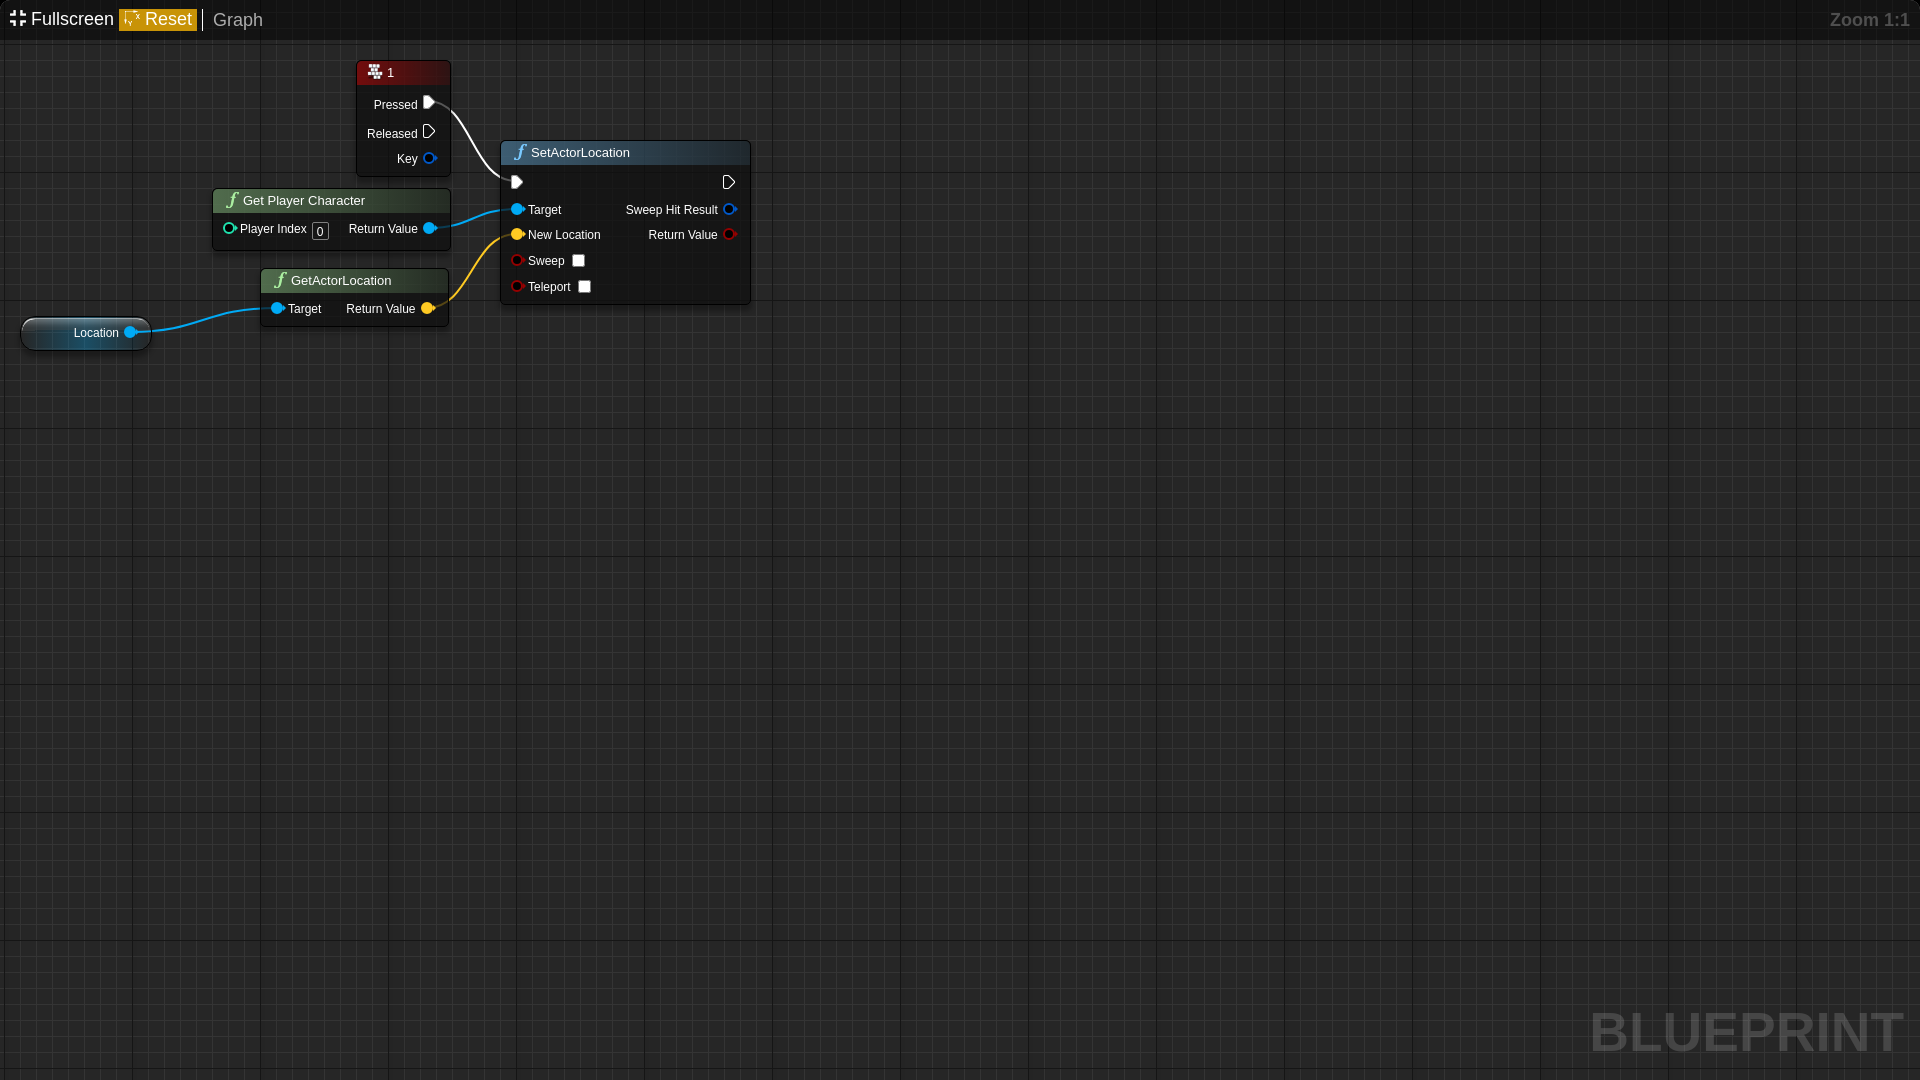 Fullscreen Reset Graph Zoom 1:1
1
Pressed
Released
Key
SetActorLocation
Target Sweep Hit Result
New Location Return Value
Sweep
Teleport
Get Player Character
Player Index 0 Return Value
GetActorLocation
Target Return Value
Location
BLUEPRINT